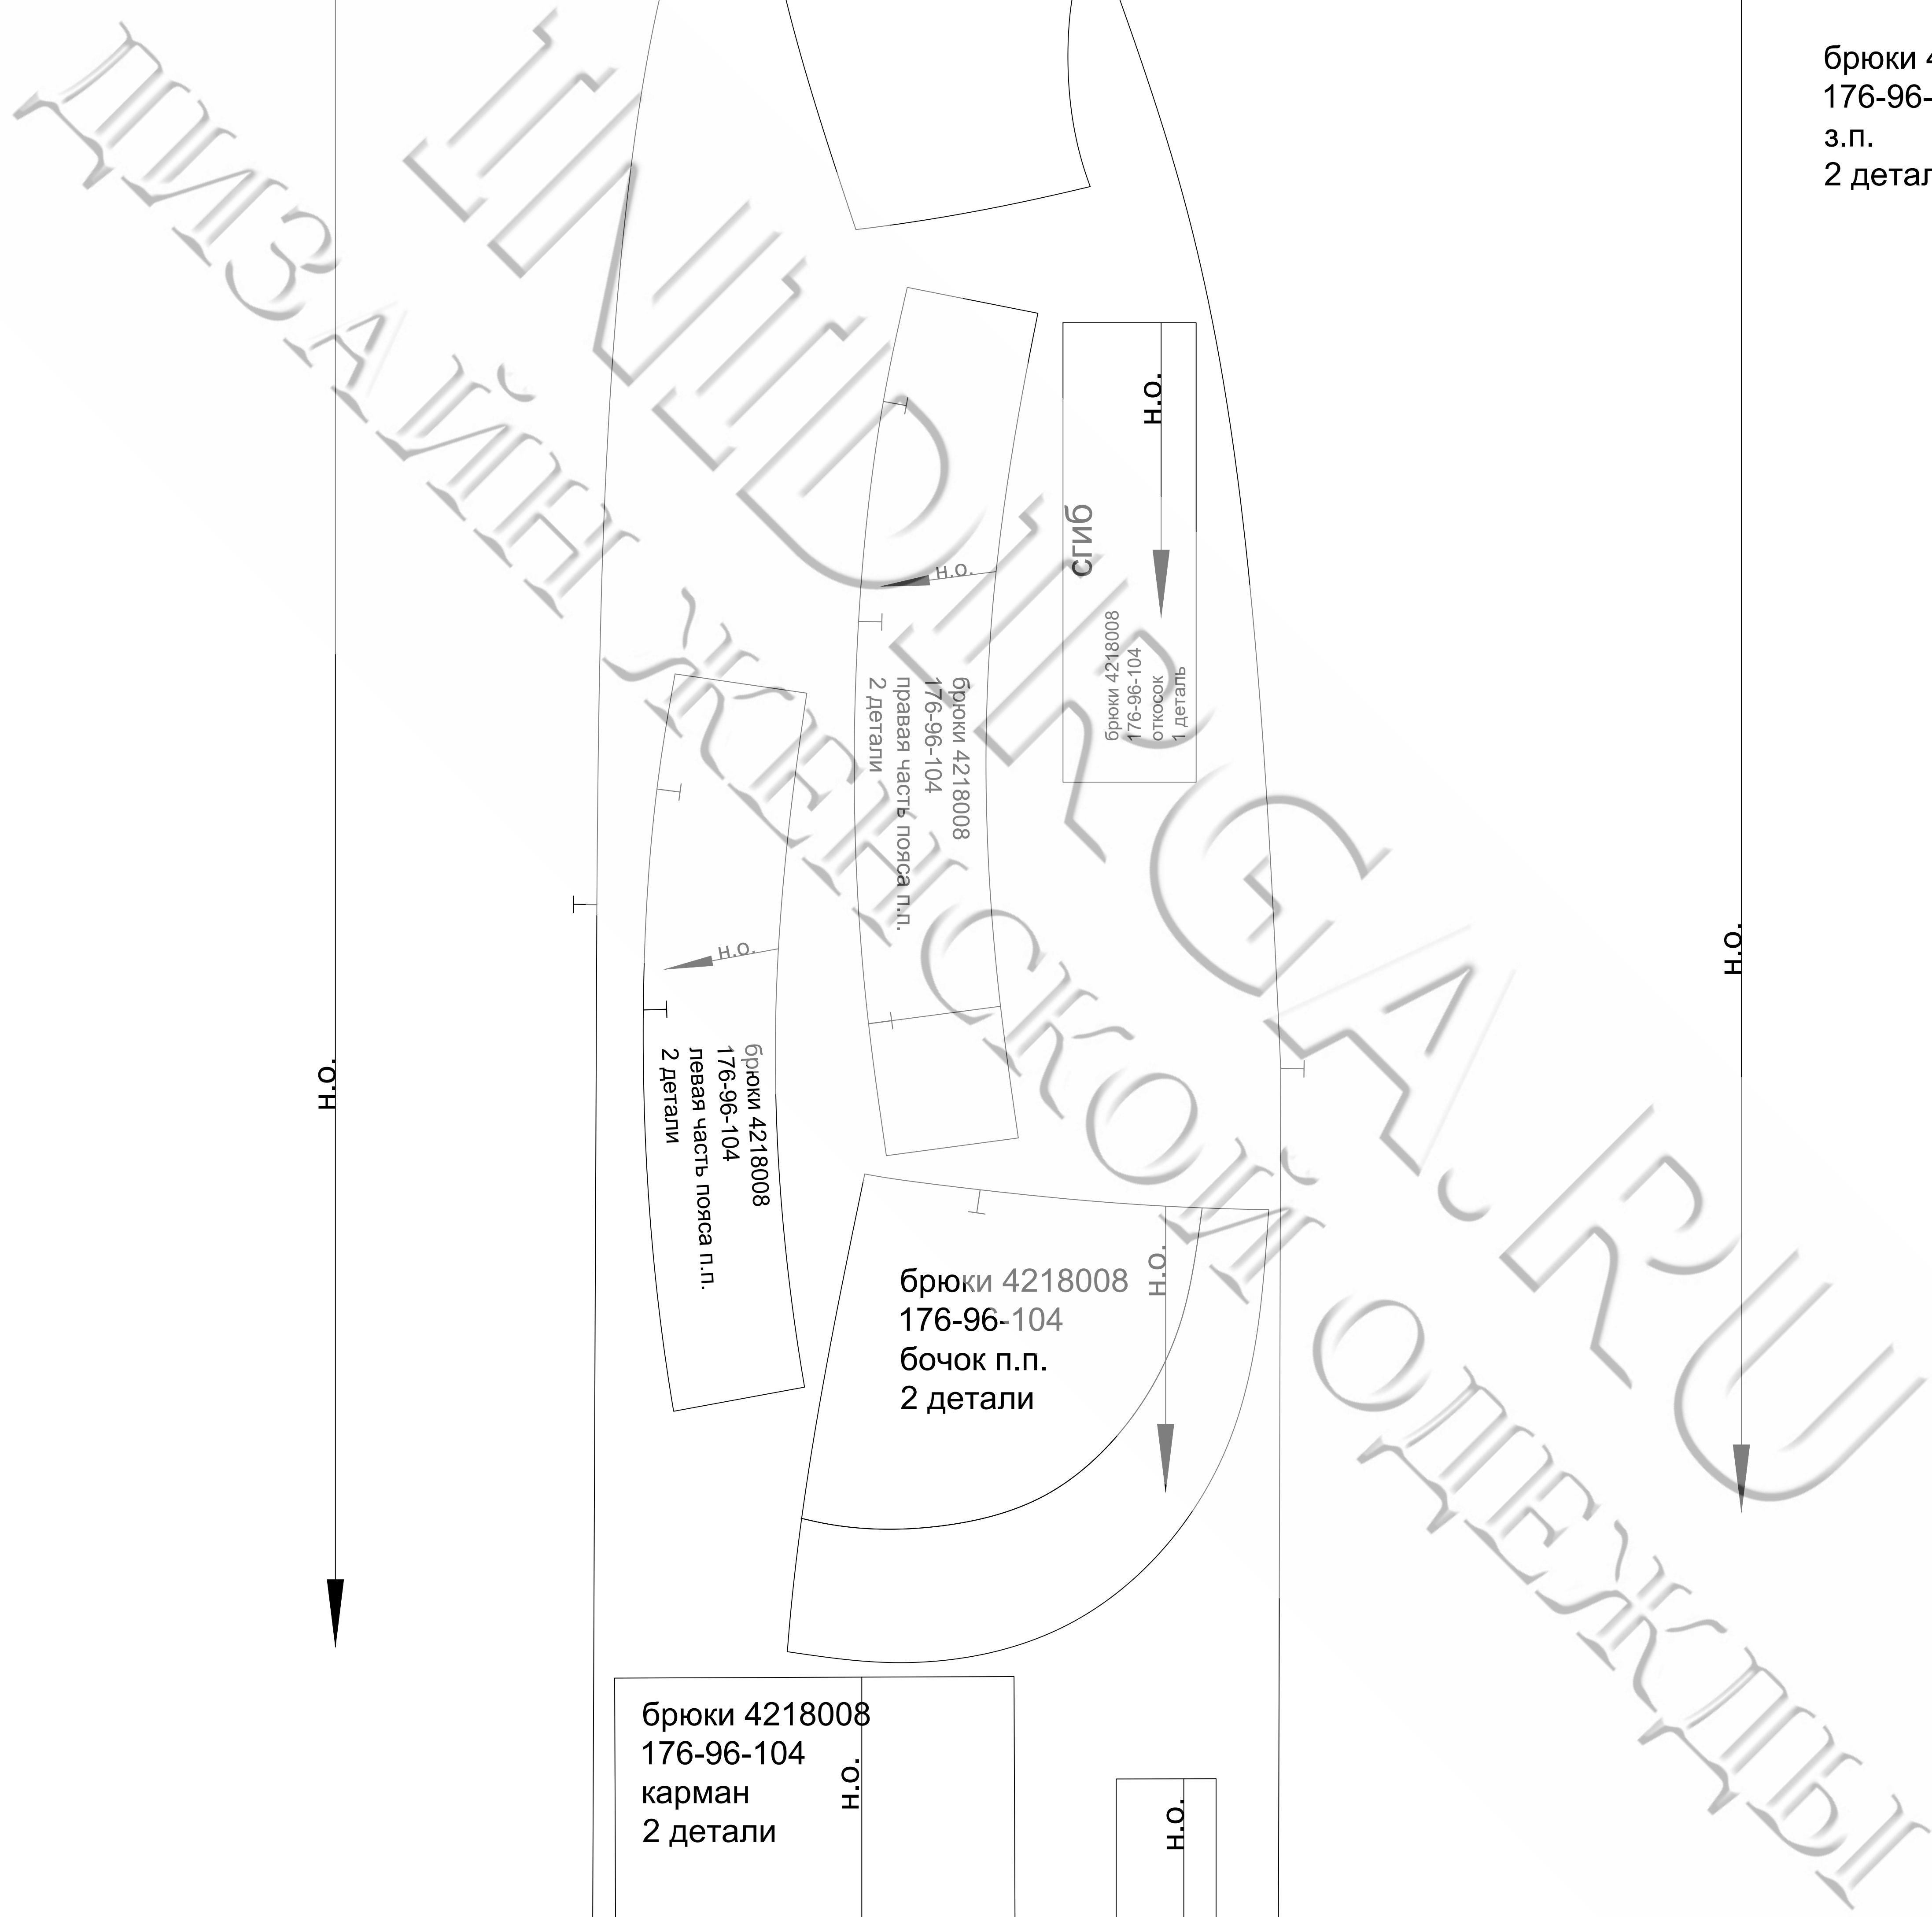 брюки 4
176-96-
з.п.
2 детал
н.о.
сгиб
брюки 4218008
176-96-104
откосок
1 деталь
н.о.
брюки 4218008
176-96-104
правая часть пояса п.п.
2 детали
н.о.
н.о.
брюки 4218008
176-96-104
левая часть пояса п.п.
2 детали
н.о.
н.о.
брюки 4218008
176-96-104
бочок п.п.
2 детали
н.о.
брюки 4218008
176-96-104
карман
2 детали
н.о.
н.о.
INIDIRGA.RU
ДИЗАЙН ЖЕНСКОЙ ОДЕЖДЫ